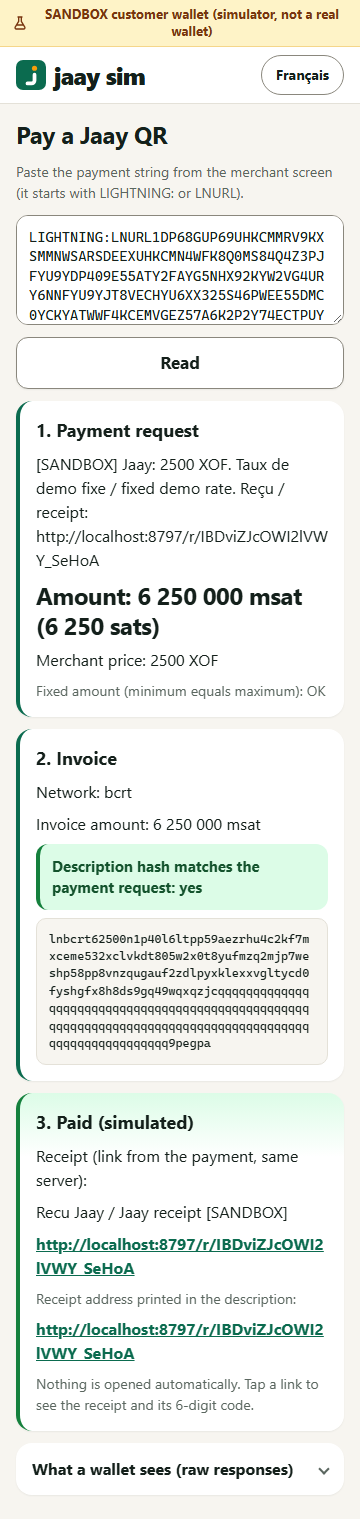 SANDBOX customer wallet (simulator, not a real
wallet)
jaay sim
Français
Pay a Jaay QR
Paste the payment string from the merchant screen
(it starts with LIGHTNING: or LNURL).
LIGHTNING:LNURL1DP68GUP69UHKCMMRV9KX
SMMNWSARSDEEXUHKCMN4WFK8Q0MS84Q4Z3PJ
FYU9YDP409E55ATY2FAYG5NHX92KYW2VG4UR
Y6NNFYU9YJT8VECHYU6XX325S46PWEE55DMC
0YCKYATWWF4KCEMVGEZ57A6K2P2Y74ECTPUY
Read
1. Payment request
[SANDBOX] Jaay: 2500 XOF. Taux de
demo fixe / fixed demo rate. Reçu /
receipt:
http://localhost:8797/r/IBDviZJcOWI2lVW
Y_SeHoA
Amount: 6 250 000 msat
(6 250 sats)
Merchant price: 2500 XOF
Fixed amount (minimum equals maximum): OK
2. Invoice
Network: bcrt
Invoice amount: 6 250 000 msat
Description hash matches the
payment request: yes
lnbcrt62500n1p40l6ltpp59aezrhu4c2kf7m
xceme532xclvkdt805w2x0t8yufmzq2mjp7we
shp58pp8vnzqugauf2zdlpyxklexxvgltycd0
fyshgfx8h8ds9gq49wqxqzjcqqqqqqqqqqqqq
qqqqqqqqqqqqqqqqqqqqqqqqqqqqqqqqqqqqq
qqqqqqqqqqqqqqqqqqqqqqqqqqqqqqqqqqqqq
qqqqqqqqqqqqqqqqq9pegpa
3. Paid (simulated)
Receipt (link from the payment, same
server):
Recu Jaay / Jaay receipt [SANDBOX]
http://localhost:8797/r/IBDviZJcOWI2
lVWY_SeHoA
Receipt address printed in the description:
http://localhost:8797/r/IBDviZJcOWI2
lVWY_SeHoA
Nothing is opened automatically. Tap a link to
see the receipt and its 6-digit code.
What a wallet sees (raw responses)